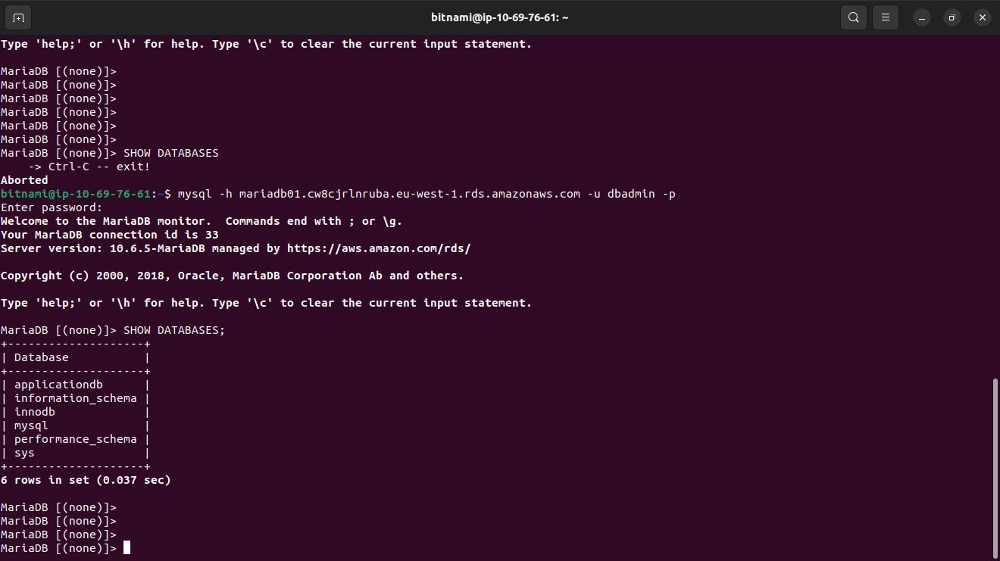 bitnami@ip-10-69-76-61: ~
Type 'help;' or '\h' for help. Type '\c' to clear the current input statement.
MariaDB [(none)]>
MariaDB [(none)]>
MariaDB [(none)]>
MariaDB [(none)]>
MariaDB [(none)]>
MariaDB [(none)]>
MariaDB [(none)]> SHOW DATABASES
    -> Ctrl-C -- exit!
Aborted
bitnami@ip-10-69-76-61:~$ mysql -h mariadb01.cw8cjrlnruba.eu-west-1.rds.amazonaws.com -u dbadmin -p
Enter password:
Welcome to the MariaDB monitor.  Commands end with ; or \g.
Your MariaDB connection id is 33
Server version: 10.6.5-MariaDB managed by https://aws.amazon.com/rds/
Copyright (c) 2000, 2018, Oracle, MariaDB Corporation Ab and others.
Type 'help;' or '\h' for help. Type '\c' to clear the current input statement.
MariaDB [(none)]> SHOW DATABASES;
+--------------------+
| Database           |
+--------------------+
| applicationdb      |
| information_schema |
| innodb             |
| mysql              |
| performance_schema |
| sys                |
+--------------------+
6 rows in set (0.037 sec)
MariaDB [(none)]>
MariaDB [(none)]>
MariaDB [(none)]>
MariaDB [(none)]>